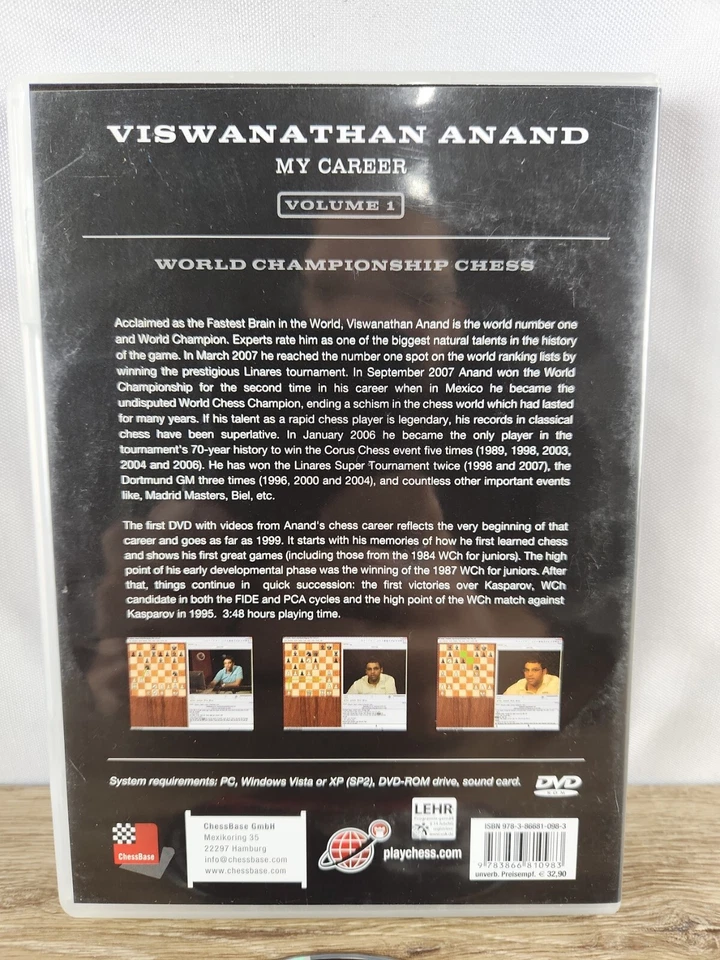 VISWANATHAN ANAND
MY CAREER
VOLUME 1
WORLD CHAMPIONSHIP CHESS
Acclaimed as the Fastest Brain in the World, Viswanathan Anand is the world number one
and World Champion. Experts rate him as one of the biggest natural talents in the history
of the game. In March 2007 he reached the number one spot on the world ranking lists by
winning the prestigious Linares tournament. In September 2007 Anand won the World
Championship for the second time in his career when in Mexico he became the
undisputed World Chess Champion, ending a schism in the chess world which had lasted
for many years. If his talent as a rapid chess player is legendary, his records in classical
chess have been superlative. In January 2006 he became the only player in the
tournament's 70-year history to win the Corus Chess event five times (1989, 1998, 2003,
2004 and 2006). He has won the Linares Super Tournament twice (1998 and 2007), the
Dortmund GM three times (1996, 2000 and 2004), and countless other important events
like, Madrid Masters, Biel, etc.
The first DVD with videos from Anand's chess career reflects the very beginning of that
career and goes as far as 1999. It starts with his memories of how he first learned chess
and shows his first great games (including those from the 1984 WCh for juniors). The high
point of his early developmental phase was the winning of the 1987 WCh for juniors. After
that, things continue in quick succession: the first victories over Kasparov, WCh
candidate in both the FIDE and PCA cycles and the high point of the WCh match against
Kasparov in 1995. 3:48 hours playing time.
System requirements: PC, Windows Vista or XP (SP2), DVD-ROM drive, sound card.
DVD
ROM
ChessBase
ChessBase GmbH
Mexikoring 35
22297 Hamburg
info@chessbase.com
www.chessbase.com
playchess.com
LEHR
Programm gemäß
§ 14
ISBN 978-3-86681-098-3
9 783866 810983
unverb. Preisempf. € 32,90